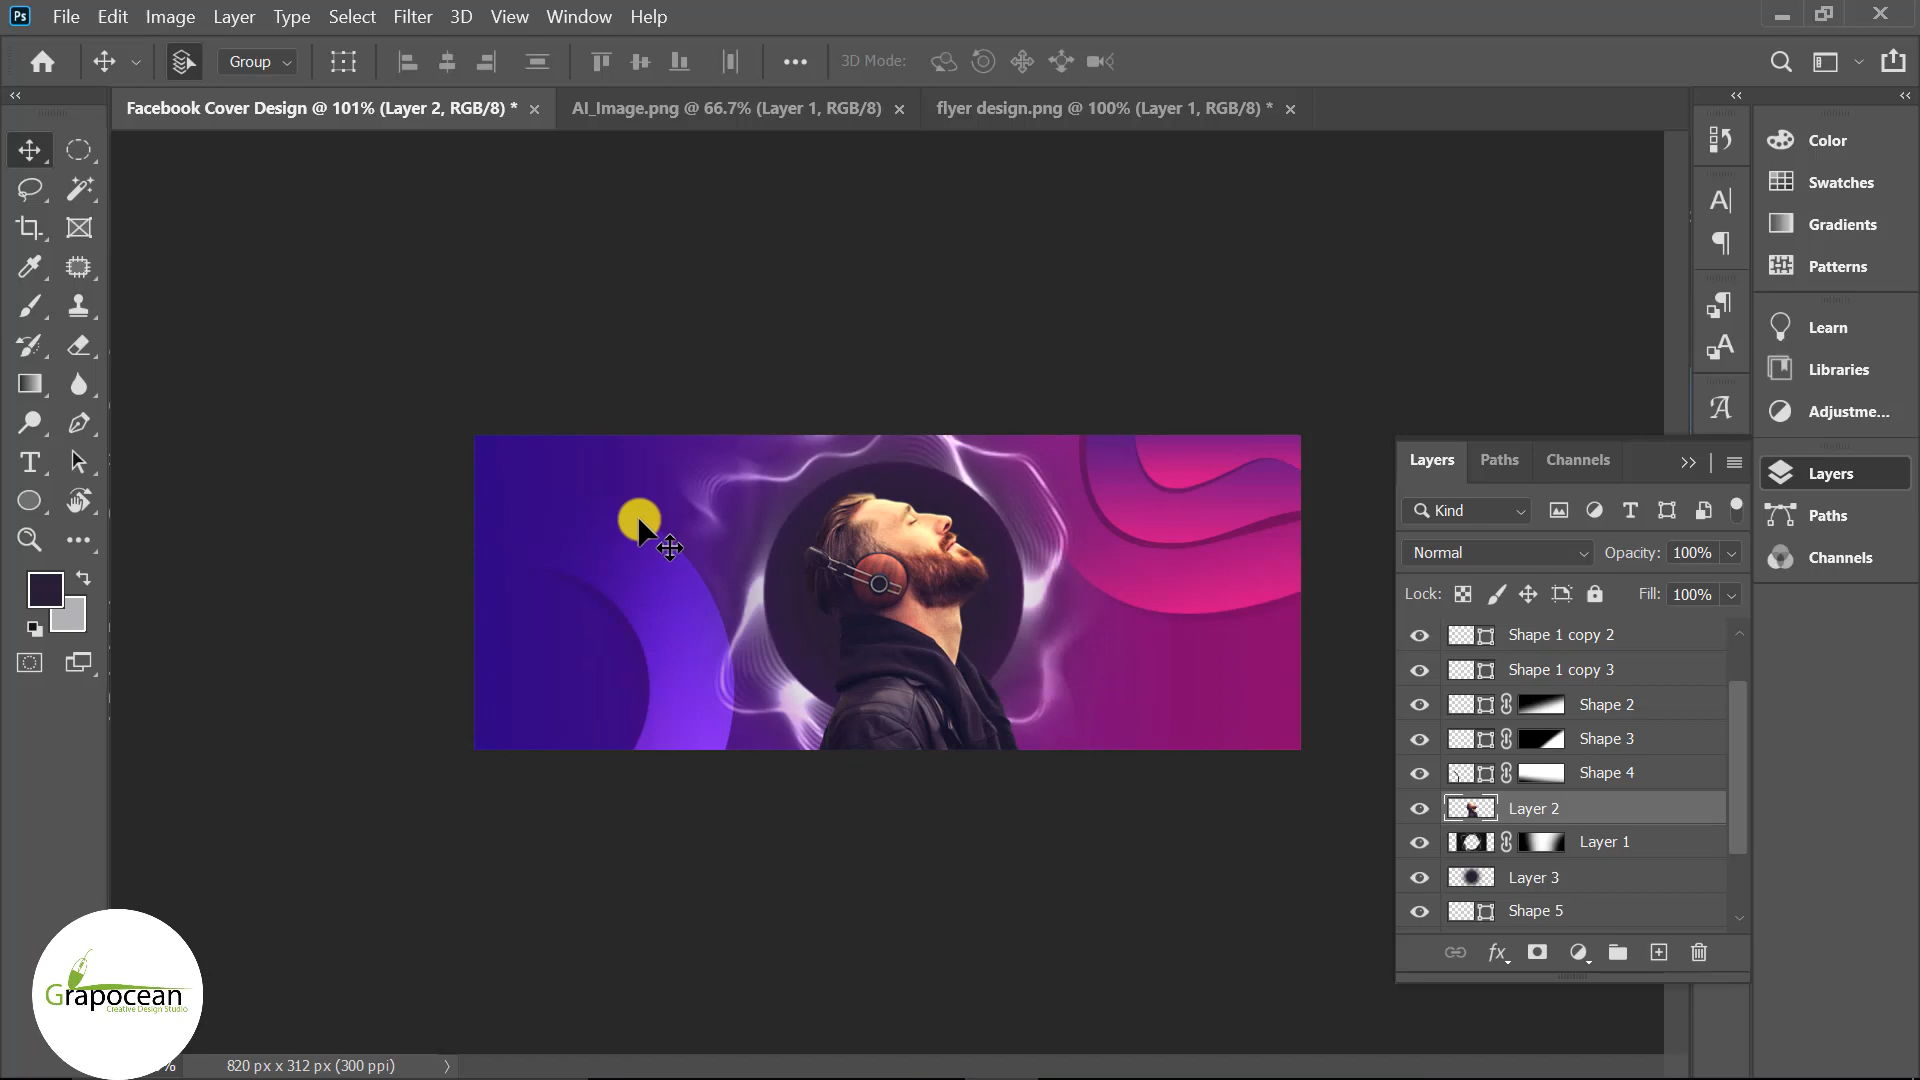 Ps File Edit Image Layer Type Select Filter 3D View Window Help
Group 3D Mode:
Facebook Cover Design @ 101% (Layer 2, RGB/8) * AI_Image.png @ 66.7% (Layer 1, RGB/8) flyer design.png @ 100% (Layer 1, RGB/8) *
Color
Swatches
Gradients
Patterns
Learn
Libraries
Adjustme...
Layers
Paths
Channels
Layers Paths Channels
Kind
Normal Opacity: 100%
Lock: Fill: 100%
Shape 1 copy 2
Shape 1 copy 3
Shape 2
Shape 3
Shape 4
Layer 2
Layer 1
Layer 3
Shape 5
fx
Grapocean
Creative Design Studio
% 820 px x 312 px (300 ppi)